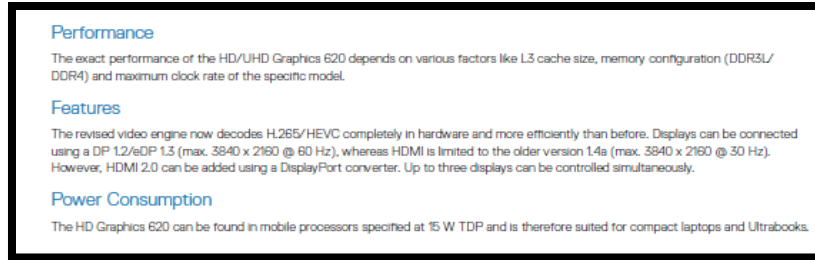 Performance
The exact performance of the HD/UHD Graphics 620 depends on various factors like L3 cache size, memory configuration (DDR3L/
DDR4) and maximum clock rate of the specific model.
Features
The revised video engine now decodes H.265/HEVC completely in hardware and more efficiently than before. Displays can be connected
using a DP 1.2/eDP 1.3 (max. 3840 x 2160 @ 60 Hz), whereas HDMI is limited to the older version 1.4a (max. 3840 x 2160 @ 30 Hz).
However, HDMI 2.0 can be added using a DisplayPort converter. Up to three displays can be controlled simultaneously.
Power Consumption
The HD Graphics 620 can be found in mobile processors specified at 15 W TDP and is therefore suited for compact laptops and Ultrabooks.